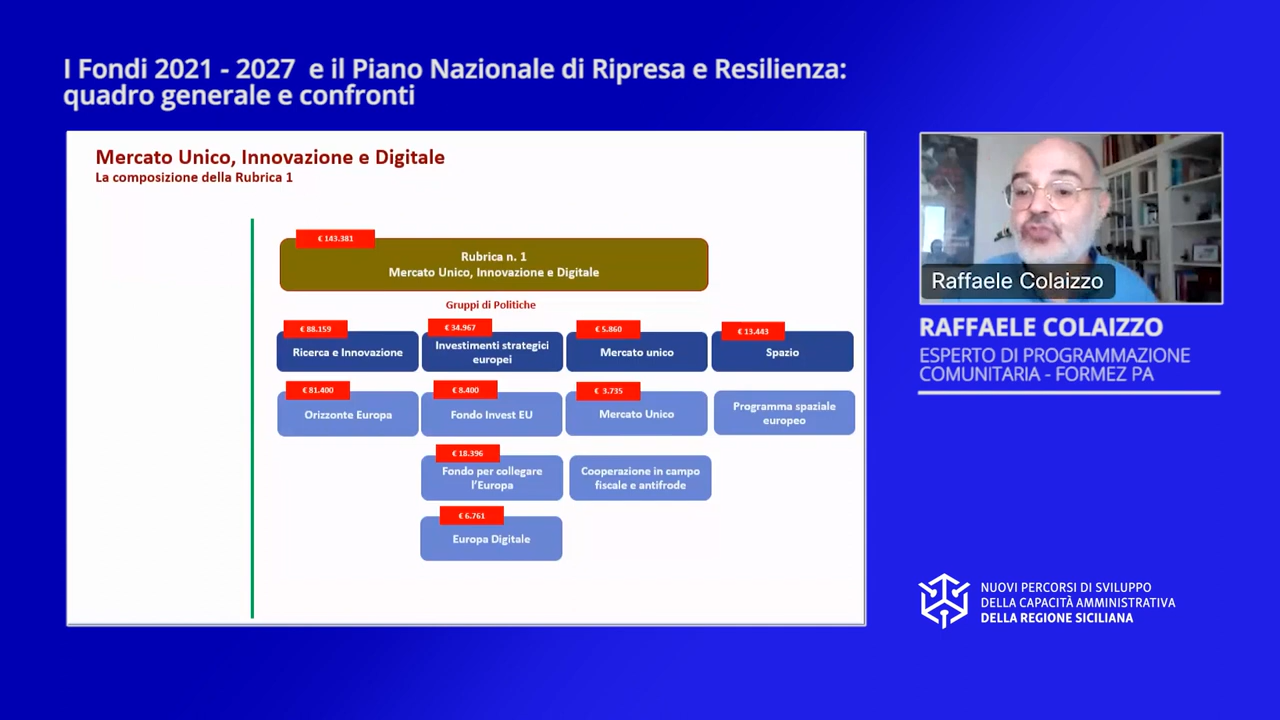 I Fondi 2021 - 2027 e il Piano Nazionale di Ripresa e Resilienza:
quadro generale e confronti
Mercato Unico, Innovazione e Digitale
La composizione della Rubrica 1
€ 143.381
Rubrica n. 1
Mercato Unico, Innovazione e Digitale
Gruppi di Politiche
€ 88.159
Ricerca e Innovazione
€ 34.967
Investimenti strategici
europei
€ 5.860
Mercato unico
€ 13.443
Spazio
€ 81.400
Orizzonte Europa
€ 8.400
Fondo Invest EU
€ 3.735
Mercato Unico
Programma spaziale
europeo
€ 18.396
Fondo per collegare
l'Europa
Cooperazione in campo
fiscale e antifrode
€ 6.761
Europa Digitale
Raffaele Colaizzo
RAFFAELE COLAIZZO
ESPERTO DI PROGRAMMAZIONE
COMUNITARIA - FORMEZ PA
NUOVI PERCORSI DI SVILUPPO
DELLA CAPACITÀ AMMINISTRATIVA
DELLA REGIONE SICILIANA